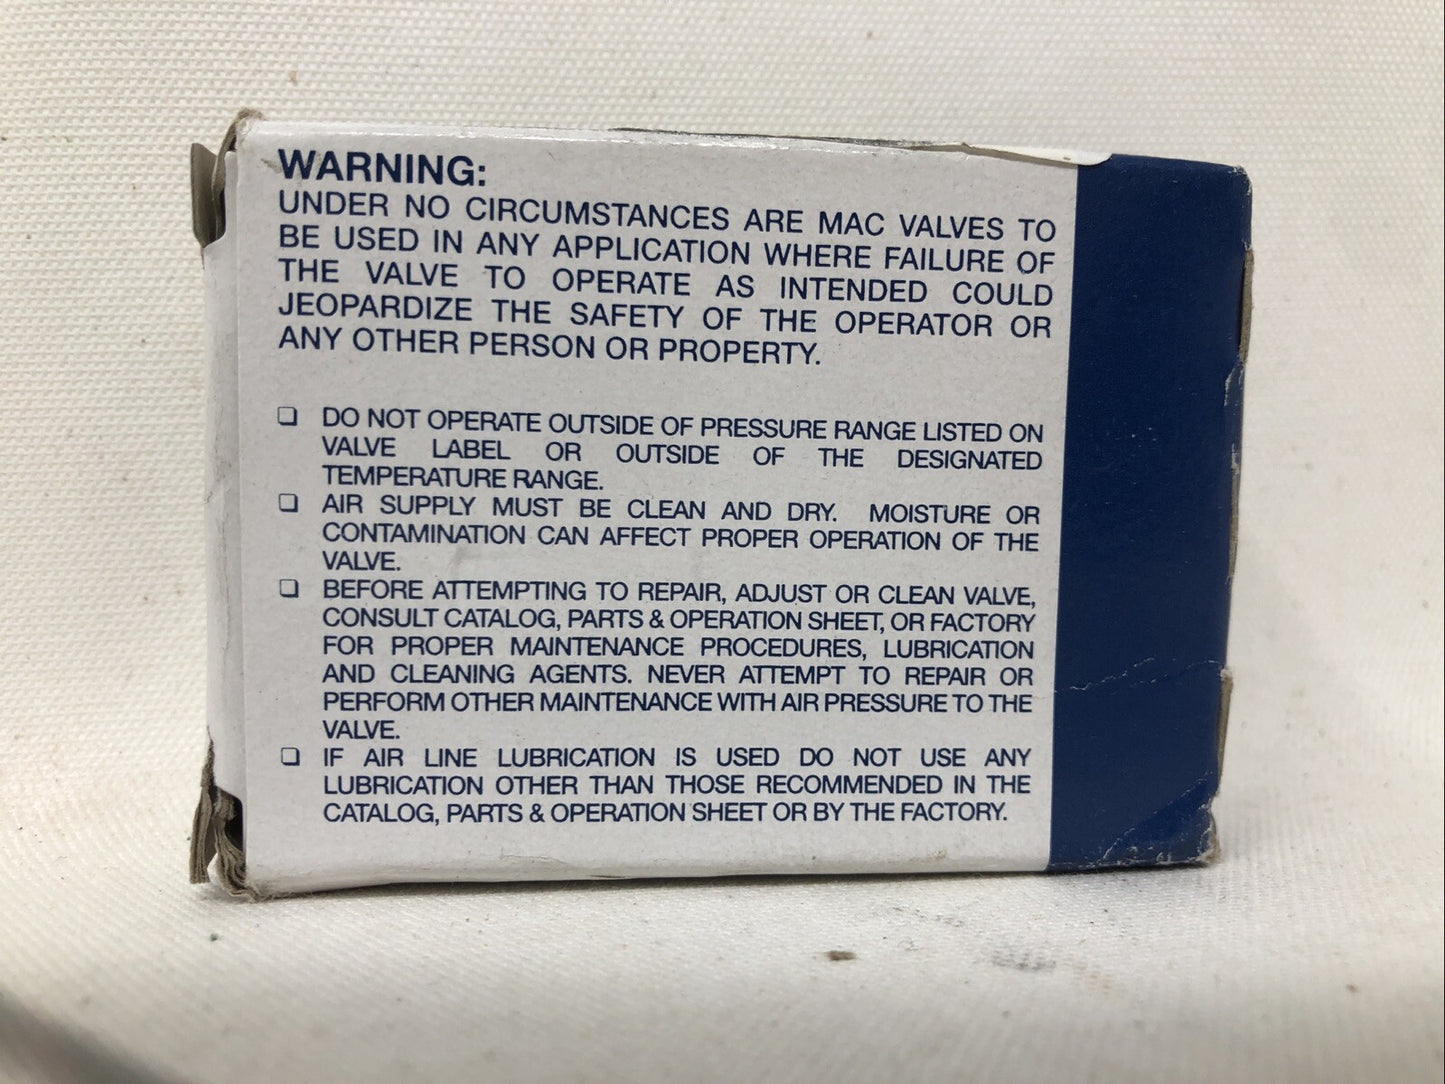 WARNING:
UNDER NO CIRCUMSTANCES ARE MAC VALVES TO
BE USED IN ANY APPLICATION WHERE FAILURE OF
THE VALVE TO OPERATE AS INTENDED COULD
JEOPARDIZE THE SAFETY OF THE OPERATOR OR
ANY OTHER PERSON OR PROPERTY.
❏ DO NOT OPERATE OUTSIDE OF PRESSURE RANGE LISTED ON
VALVE LABEL OR OUTSIDE OF THE DESIGNATED
TEMPERATURE RANGE.
❏ AIR SUPPLY MUST BE CLEAN AND DRY. MOISTURE OR
CONTAMINATION CAN AFFECT PROPER OPERATION OF THE
VALVE.
❏ BEFORE ATTEMPTING TO REPAIR, ADJUST OR CLEAN VALVE,
CONSULT CATALOG, PARTS & OPERATION SHEET, OR FACTORY
FOR PROPER MAINTENANCE PROCEDURES, LUBRICATION
AND CLEANING AGENTS. NEVER ATTEMPT TO REPAIR OR
PERFORM OTHER MAINTENANCE WITH AIR PRESSURE TO THE
VALVE.
❏ IF AIR LINE LUBRICATION IS USED DO NOT USE ANY
LUBRICATION OTHER THAN THOSE RECOMMENDED IN THE
CATALOG, PARTS & OPERATION SHEET OR BY THE FACTORY.